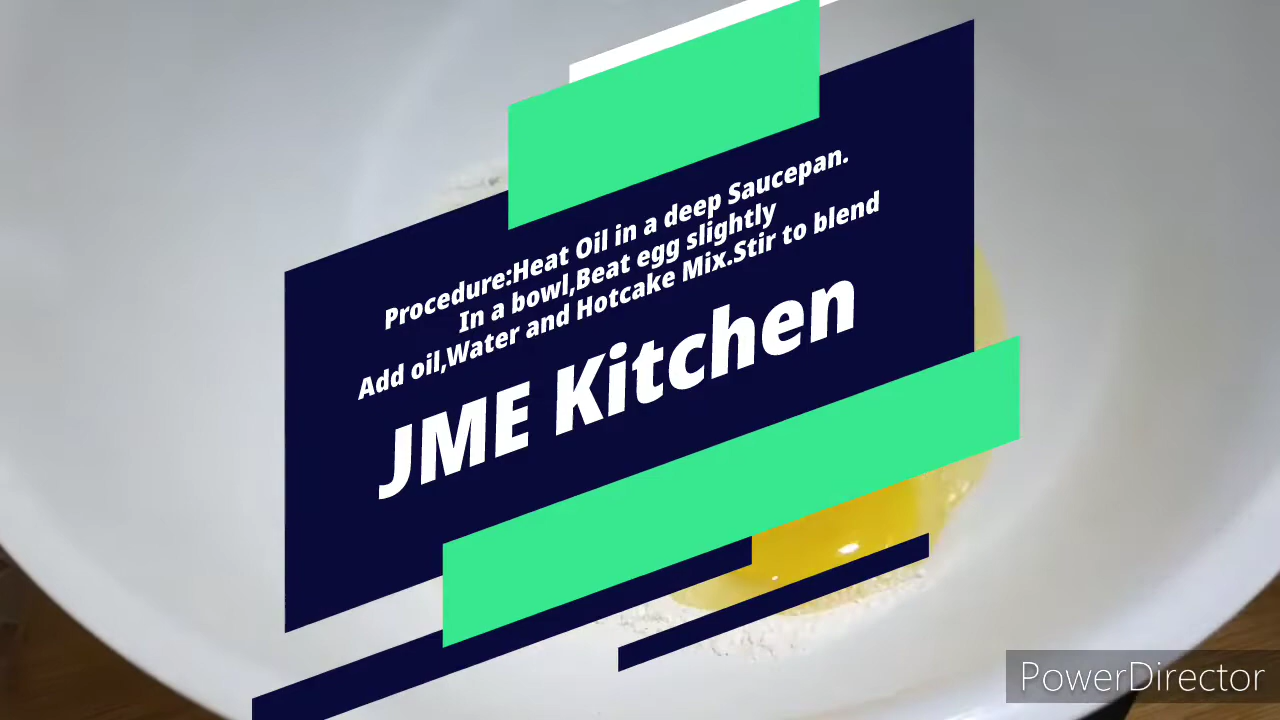 Procedure:Heat Oil in a deep Saucepan.
In a bowl,Beat egg slightly
Add oil,Water and Hotcake Mix.Stir to blend
JME Kitchen
PowerDirector